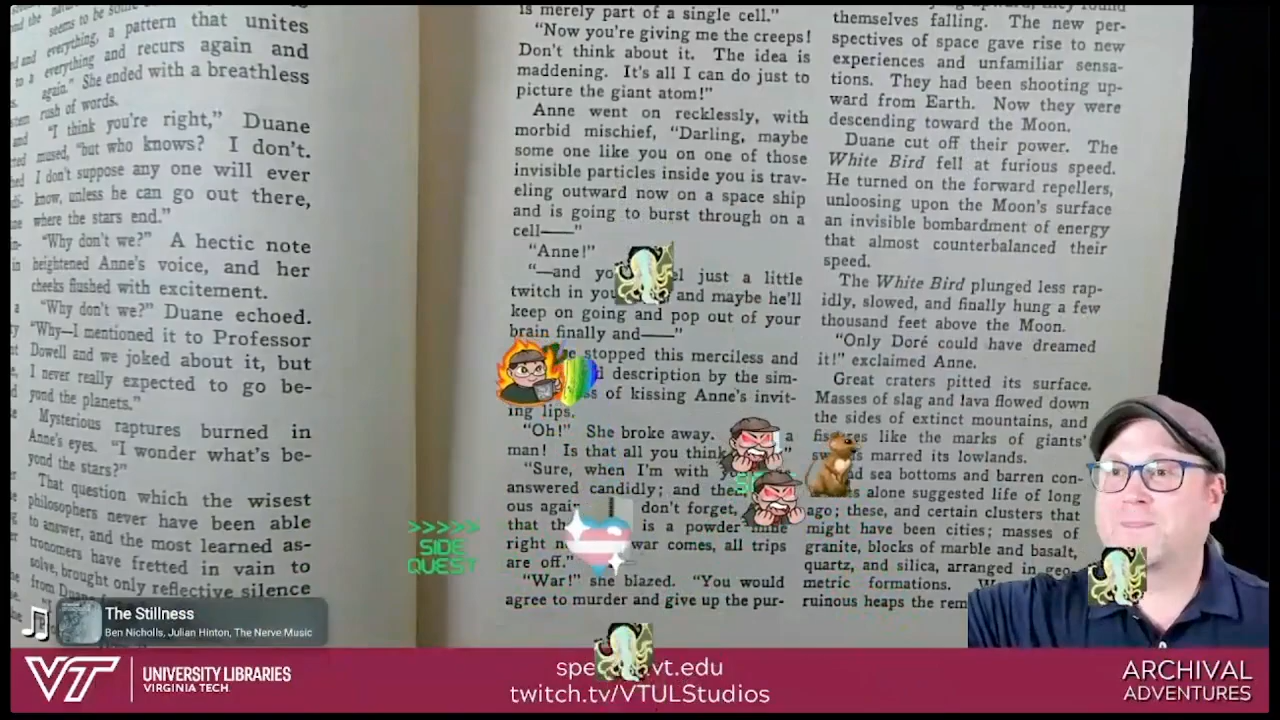 seems to be some
everything, a pattern that unites
everything and recurs again and
again." She ended with a breathless
rush of words.
"I think you're right," Duane
mused, "but who knows? I don't.
I don't suppose any one will ever
know, unless he can go out there,
where the stars end."
"Why don't we?" A hectic note
heightened Anne's voice, and her
cheeks flushed with excitement.
"Why don't we?" Duane echoed.
"Why—I mentioned it to Professor
Dowell and we joked about it, but
I never really expected to go be-
yond the planets."
Mysterious raptures burned in
Anne's eyes. "I wonder what's be-
yond the stars?"
That question which the wisest
philosophers never have been able
to answer, and the most learned as-
tronomers have fretted in vain to
solve, brought only reflective silence
from
is merely part of a single cell."
"Now you're giving me the creeps!
Don't think about it. The idea is
maddening. It's all I can do just to
picture the giant atom!"
Anne went on recklessly, with
morbid mischief, "Darling, maybe
some one like you on one of those
invisible particles inside you is trav-
eling outward now on a space ship
and is going to burst through on a
cell——"
"Anne!"
"—and just a little
twitch in and maybe he'll
keep on going and pop out of your
brain finally and——"
stopped this merciless and
description by the sim-
of kissing Anne's invit-
ing lips.
"Oh!" She broke away. a
man! Is that all you think
"Sure, when I'm with
answered candidly; and
ous don't forget,
that is a powder mine
right war comes, all trips
are off."
"War!" she blazed. "You would
agree to murder and give up the pur-
themselves falling. The new per-
spectives of space gave rise to new
experiences and unfamiliar sensa-
tions. They had been shooting up-
ward from Earth. Now they were
descending toward the Moon.
Duane cut off their power. The
White Bird fell at furious speed.
He turned on the forward repellers,
unloosing upon the Moon's surface
an invisible bombardment of energy
that almost counterbalanced their
speed.
The White Bird plunged less rap-
idly, slowed, and finally hung a few
thousand feet above the Moon.
"Only Doré could have dreamed
it!" exclaimed Anne.
Great craters pitted its surface.
Masses of slag and lava flowed down
the sides of extinct mountains, and
like the marks of giants'
marred its lowlands.
sea bottoms and barren con-
alone suggested life of long
ago; these, and certain clusters that
might have been cities; masses of
granite, blocks of marble and basalt,
quartz, and silica, arranged in geo-
metric formations.
ruinous heaps the
>>>>>
SIDE
QUEST
The Stillness
Ben Nicholls, Julian Hinton, The Nerve Music
VT
UNIVERSITY LIBRARIES
VIRGINIA TECH.
vt.edu
twitch.tv/VTULStudios
ARCHIVAL
ADVENTURES